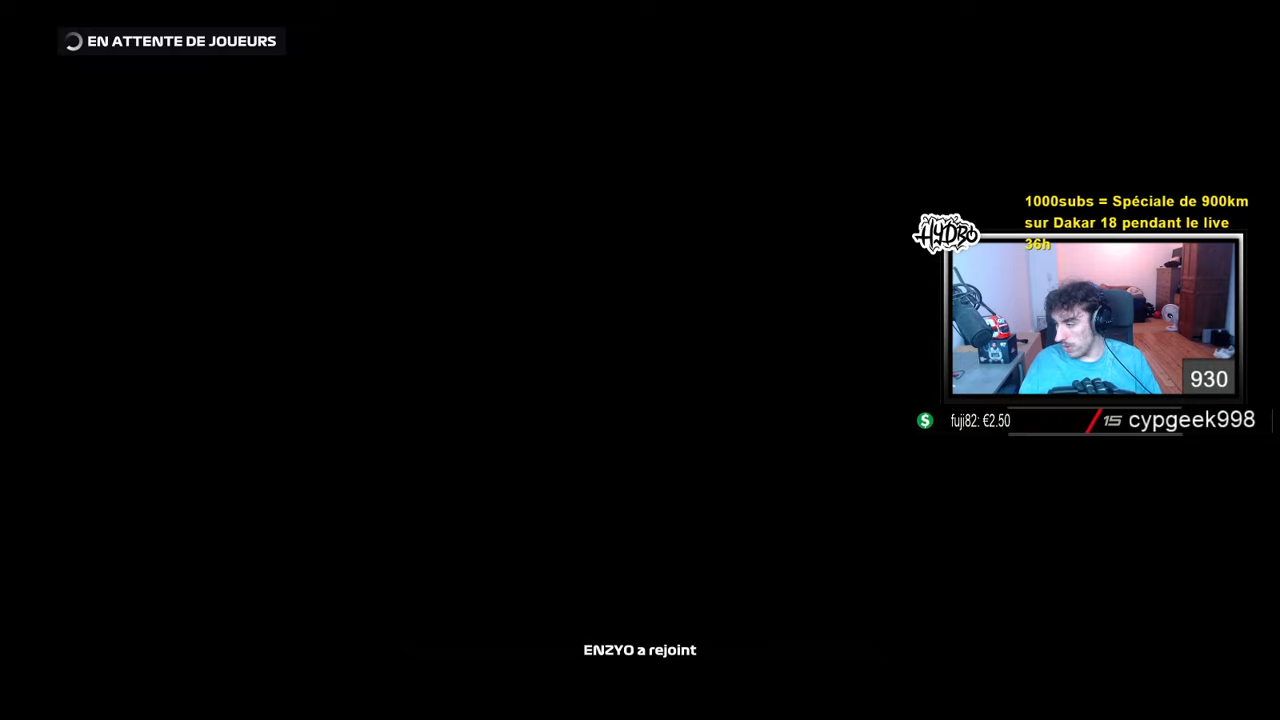 EN ATTENTE DE JOUEURS
1000subs = Spéciale de 900km
sur Dakar 18 pendant le live
36h
HYDRO
930
fuji82: €2.50
15 cypgeek998
ENZYO a rejoint